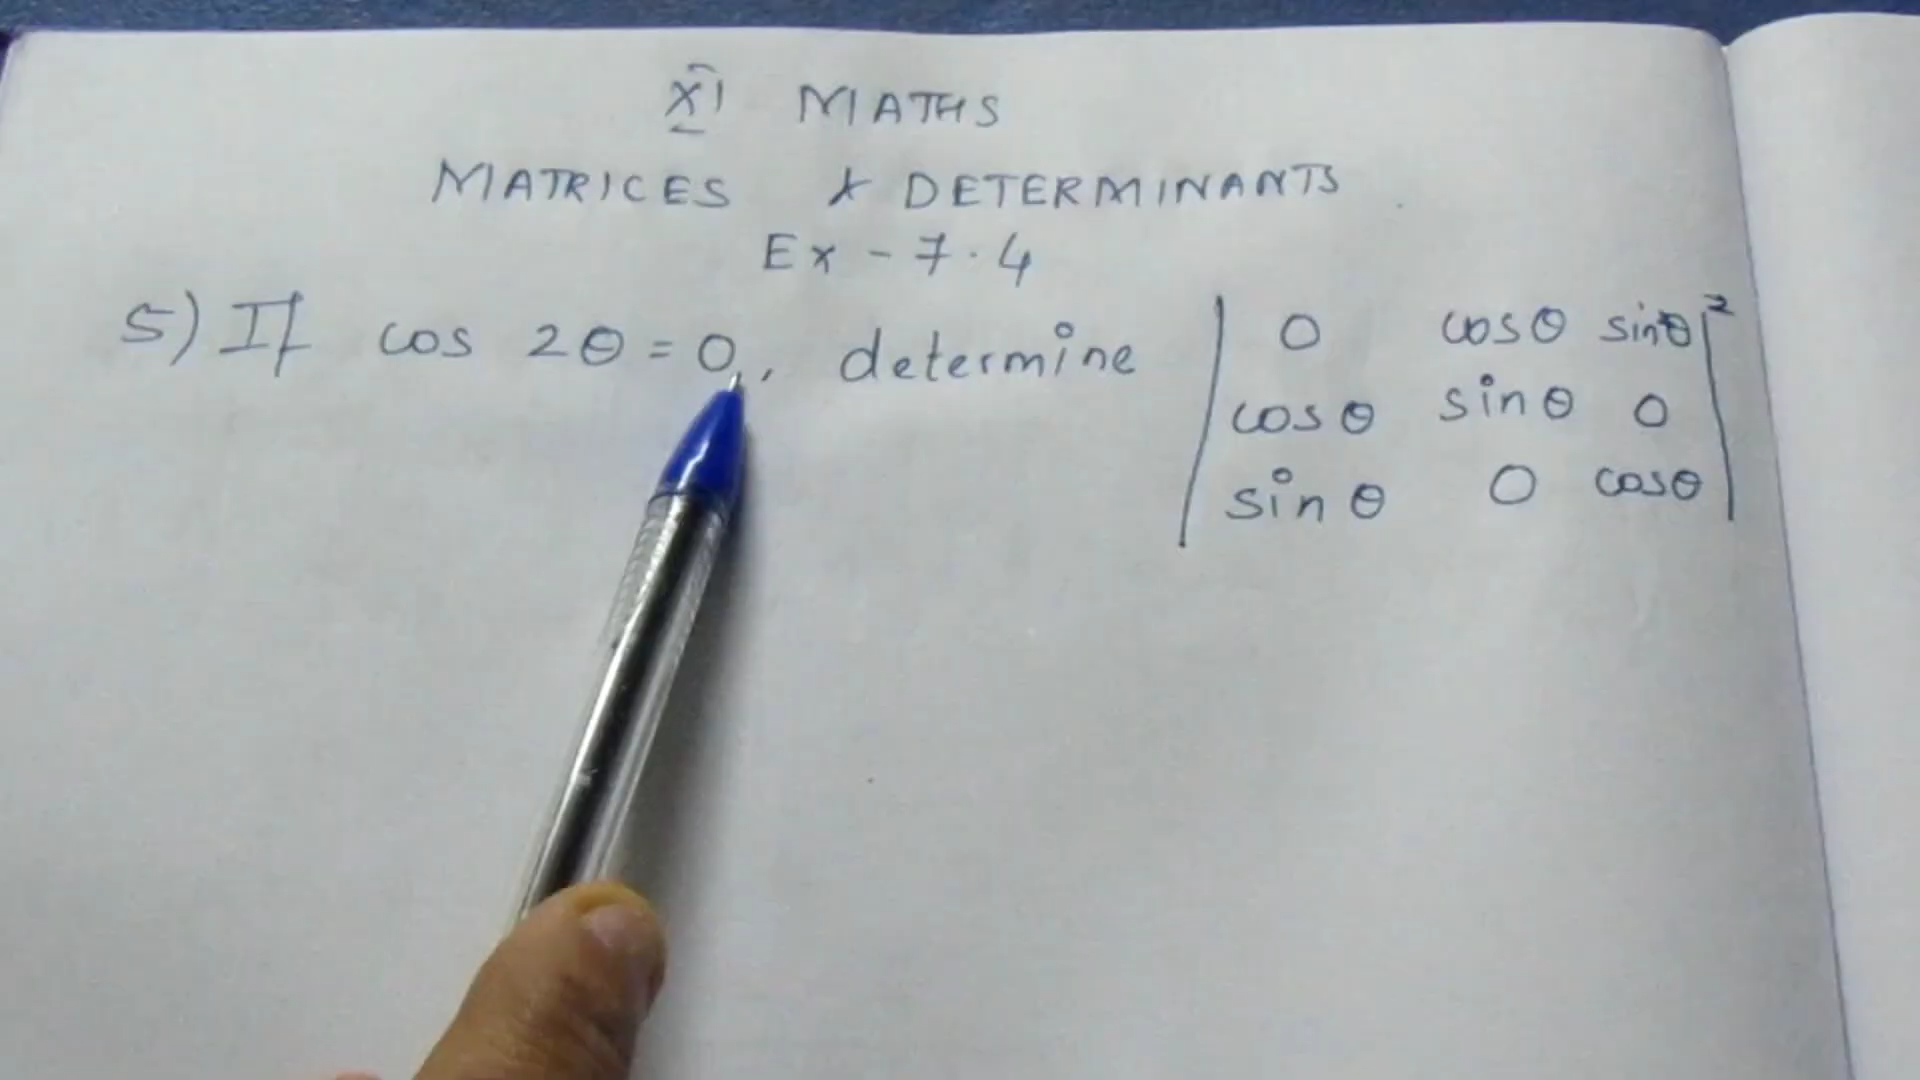 XI MATHS
MATRICES & DETERMINANTS
Ex - 7.4
5) If cos 2θ = 0, determine | 0 cosθ sinθ |²
cosθ sinθ 0
sinθ 0 cosθ